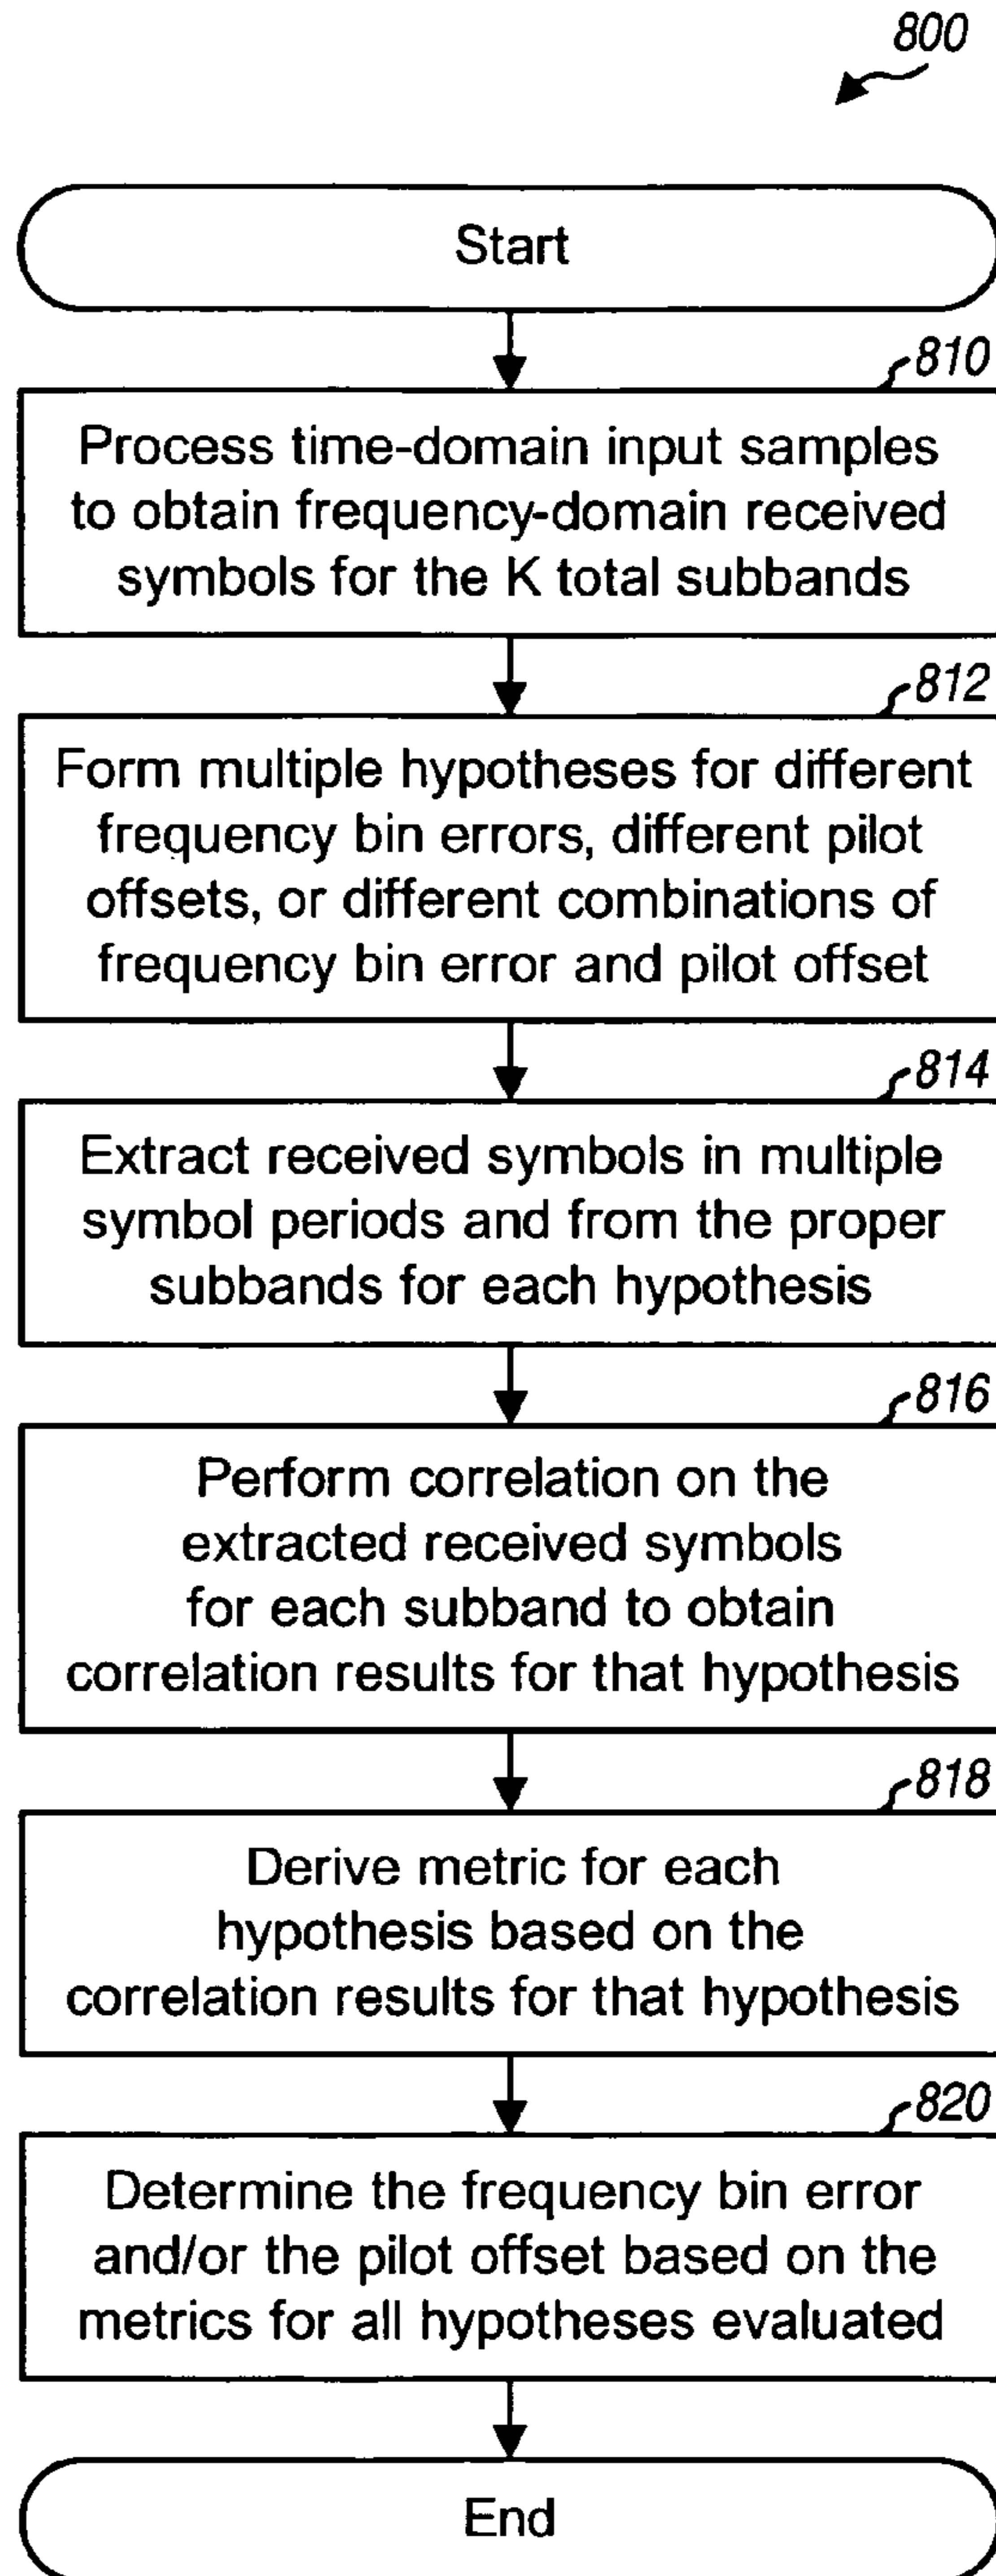 800
Start
810
Process time-domain input samples
to obtain frequency-domain received
symbols for the K total subbands
812
Form multiple hypotheses for different
frequency bin errors, different pilot
offsets, or different combinations of
frequency bin error and pilot offset
814
Extract received symbols in multiple
symbol periods and from the proper
subbands for each hypothesis
816
Perform correlation on the
extracted received symbols
for each subband to obtain
correlation results for that hypothesis
818
Derive metric for each
hypothesis based on the
correlation results for that hypothesis
820
Determine the frequency bin error
and/or the pilot offset based on the
metrics for all hypotheses evaluated
End